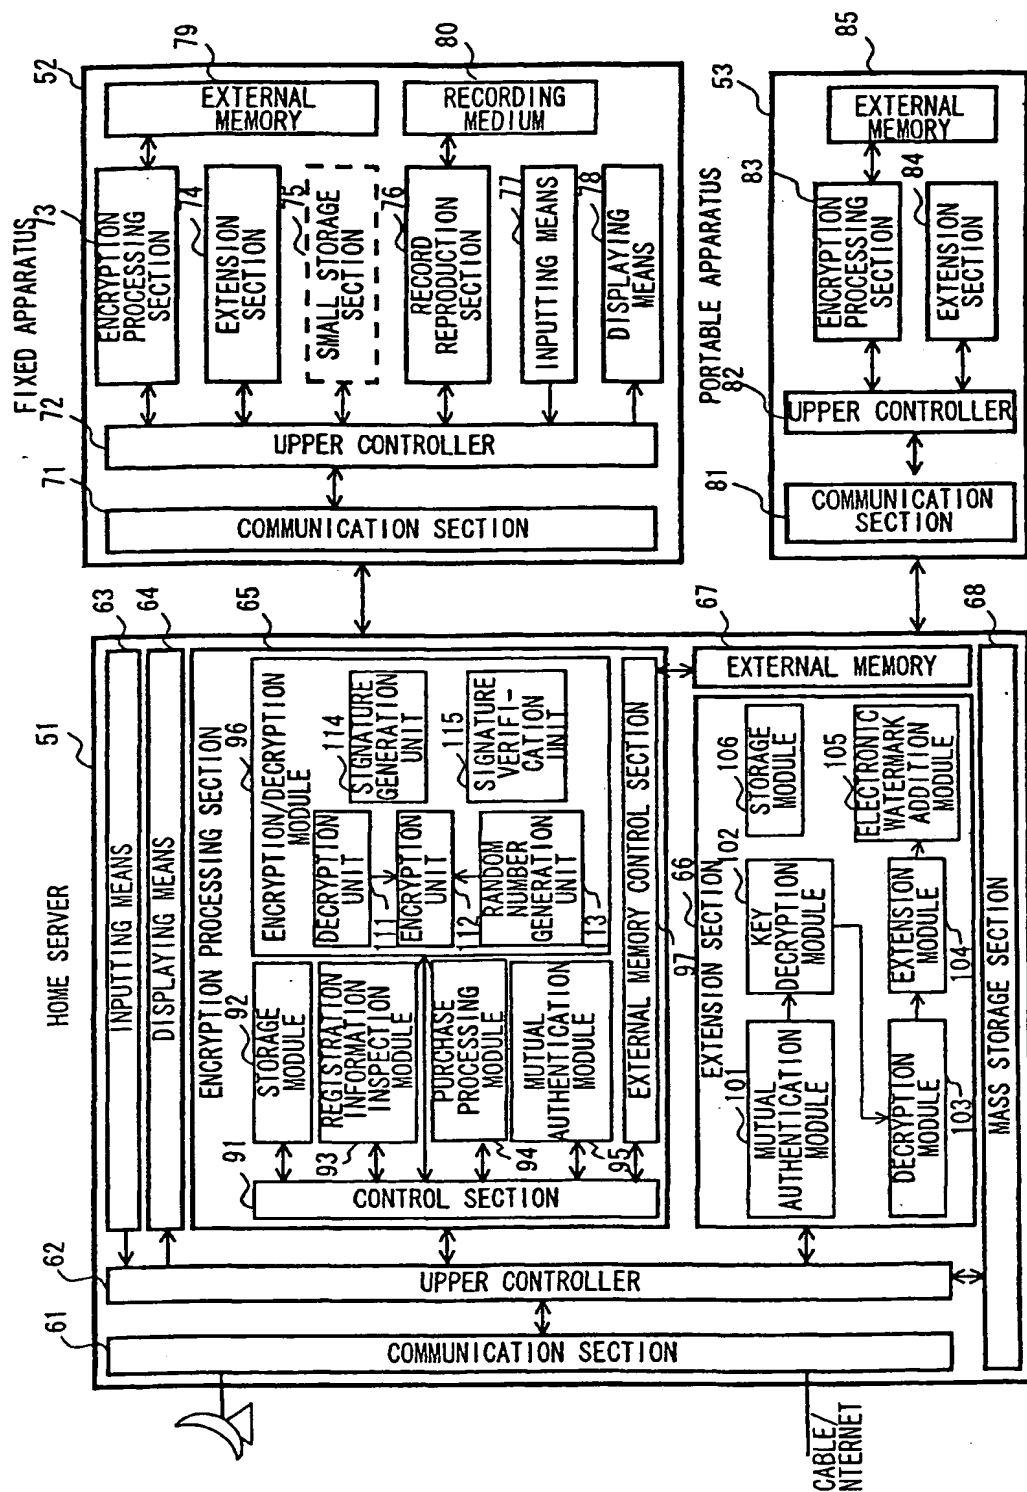 HOME SERVER
51
61
COMMUNICATION SECTION
CABLE/
NTERNET
62
UPPER CONTROLLER
63
INPUTTING MEANS
64
DISPLAYING MEANS
65
ENCRYPTION PROCESSING SECTION
91
CONTROL SECTION
92
STORAGE
MODULE
93
REGISTRATION
INFORMATION
INSPECTION
MODULE
94
PURCHASE
PROCESSING
MODULE
95
MUTUAL
AUTHENTICATION
MODULE
96
ENCRYPTION/DECRYPTION
MODULE
DECRYPTION
UNIT
111
ENCRYPTION
UNIT
112
RANDOM
NUMBER
GENERATION
UNIT
113
114
SIGNATURE
GENERATION
UNIT
115
SIGNATURE
VERIFI-
CATION
UNIT
EXTERNAL MEMORY CONTROL SECTION
97
66
EXTENSION SECTION
101
MUTUAL
AUTHENTICATION
MODULE
102
KEY
DECRYPTION
MODULE
106
STORAGE
MODULE
DECRYPTION
MODULE
103
EXTENSION
MODULE
104
105
ELECTRONIC
WATERMARK
ADDITION
MODULE
67
EXTERNAL MEMORY
68
MASS STORAGE SECTION
FIXED APPARATUS
52
71
COMMUNICATION SECTION
72
UPPER CONTROLLER
73
ENCRYPTION
PROCESSING
SECTION
74
EXTENSION
SECTION
75
SMALL STORAGE
SECTION
76
RECORD
REPRODUCTION
SECTION
77
INPUTING MEANS
78
DISPLAYING
MEANS
79
EXTERNAL
MEMORY
80
RECORDING
MEDIUM
PORTABLE APPARATUS
53
81
COMMUNICATION
SECTION
82
UPPER CONTROLLER
83
ENCRYPTION
PROCESSING
SECTION
84
EXTENSION
SECTION
85
EXTERNAL
MEMORY